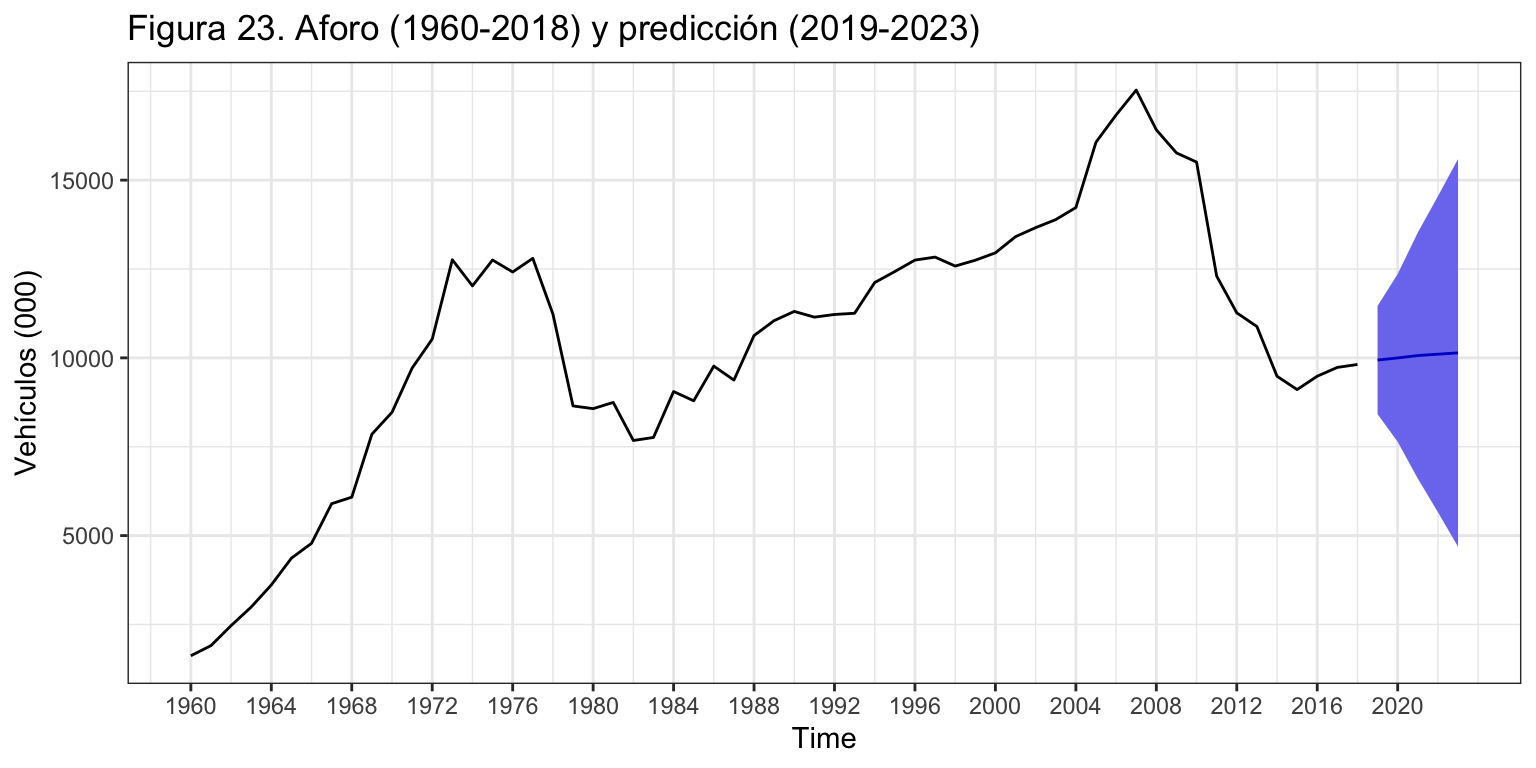 Figura 23. Aforo (1960-2018) y predicción (2019-2023)
Vehículos (000)
15000
10000
5000
1960 1964 1968 1972 1976 1980 1984 1988 1992 1996 2000 2004 2008 2012 2016 2020
Time